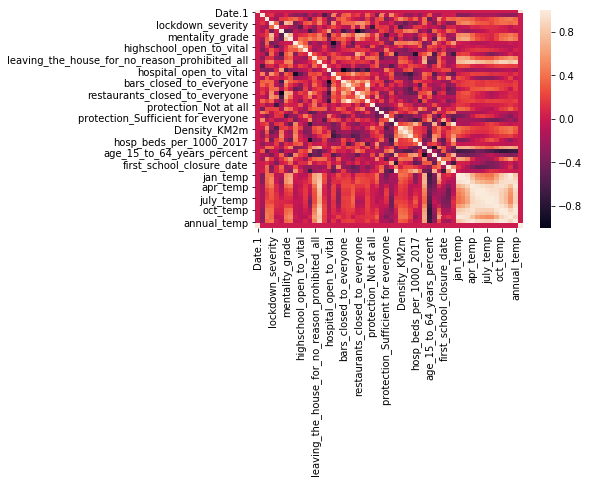 Date.1
lockdown_severity
mentality_grade
highschool_open_to_vital
leaving_the_house_for_no_reason_prohibited_all
hospital_open_to_vital
bars_closed_to_everyone
restaurants_closed_to_everyone
protection_Not at all
protection_Sufficient for everyone
Density_KM2m
hosp_beds_per_1000_2017
age_15_to_64_years_percent
first_school_closure_date
jan_temp
apr_temp
july_temp
oct_temp
annual_temp
0.8
0.4
0.0
−0.4
−0.8
Date.1
lockdown_severity
mentality_grade
highschool_open_to_vital
leaving_the_house_for_no_reason_prohibited_all
hospital_open_to_vital
bars_closed_to_everyone
restaurants_closed_to_everyone
protection_Not at all
protection_Sufficient for everyone
Density_KM2m
hosp_beds_per_1000_2017
age_15_to_64_years_percent
first_school_closure_date
jan_temp
apr_temp
july_temp
oct_temp
annual_temp